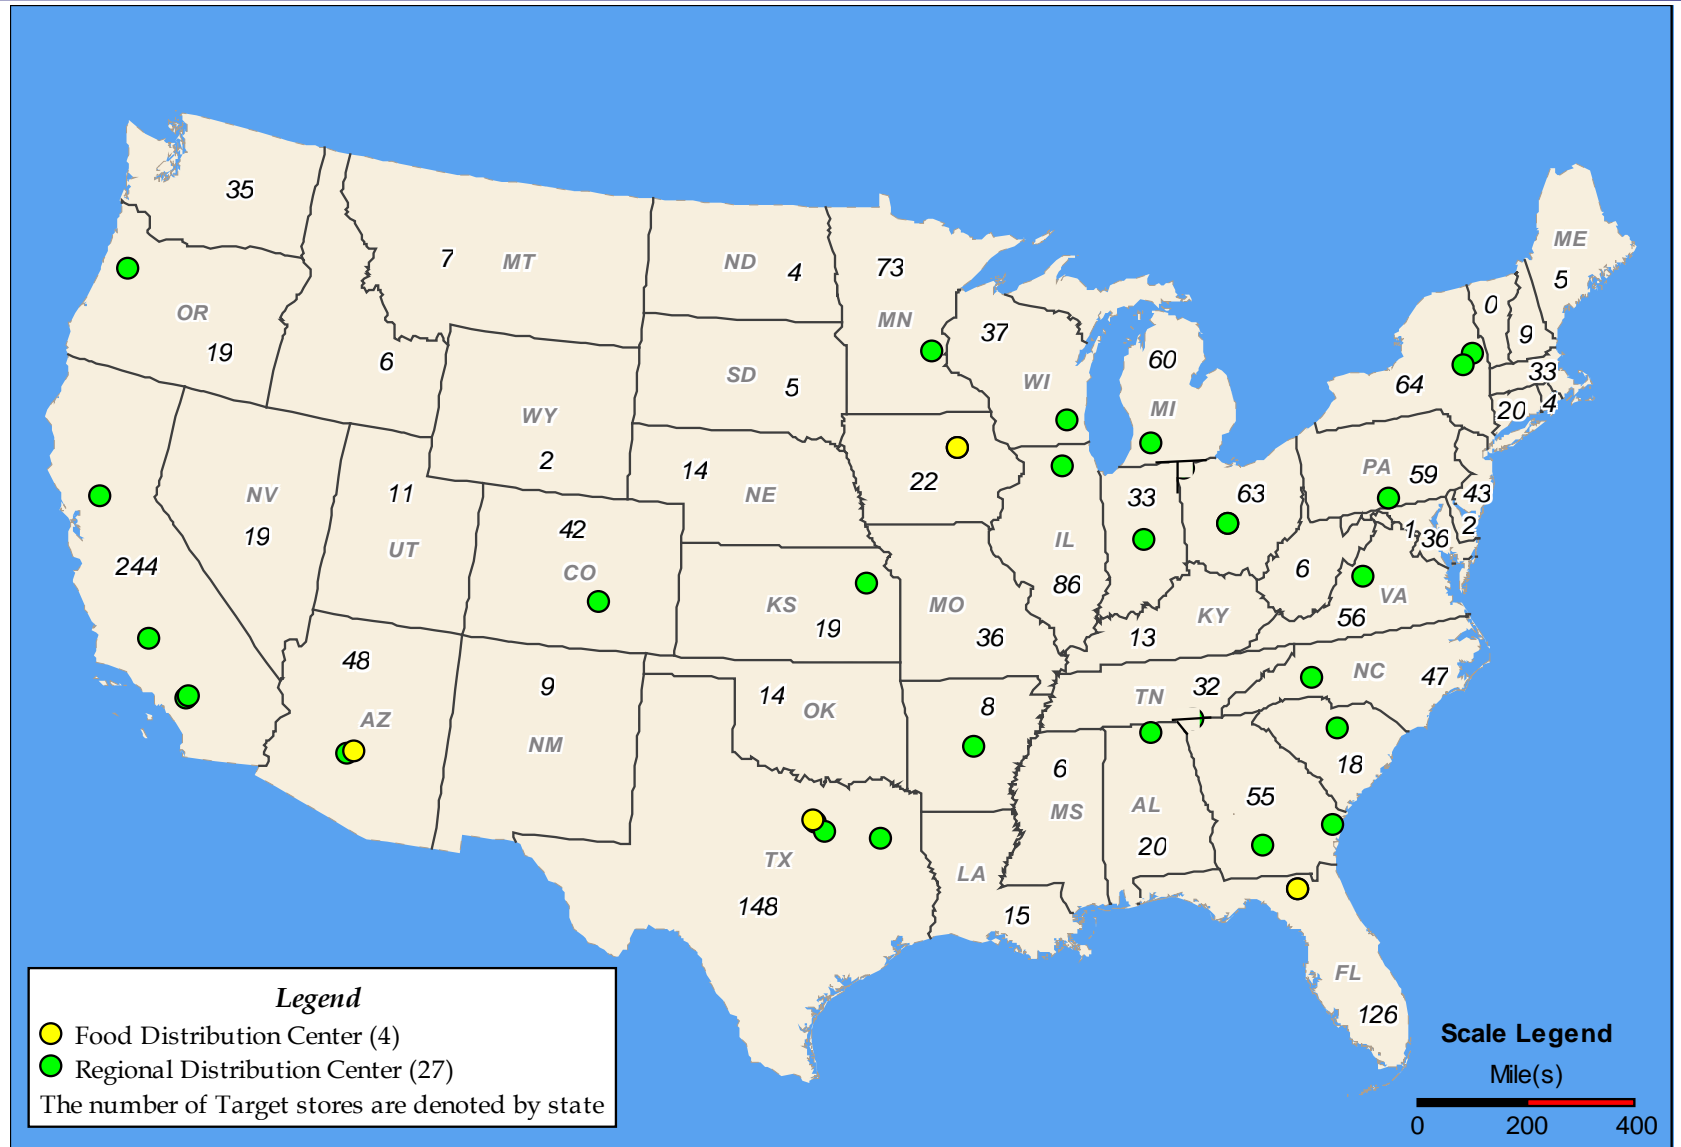 35
7 MT
ND 4
73
MN
ME
5
OR
19
6
SD 5
37
WI
60
MI
0
9
64
33
20 4
WY
2
14 NE
22
PA 59
43
NV
19
11
UT
42
CO
33
63
1 36 2
244
IL
86
6
VA
56
KS
19
MO
36
KY
13
48
AZ
9
NM
14 OK
8
TN 32
NC 47
18
6
MS
AL
20
55
TX
148
LA
15
FL
126
Legend
Food Distribution Center (4)
Regional Distribution Center (27)
The number of Target stores are denoted by state
Scale Legend
Mile(s)
0 200 400